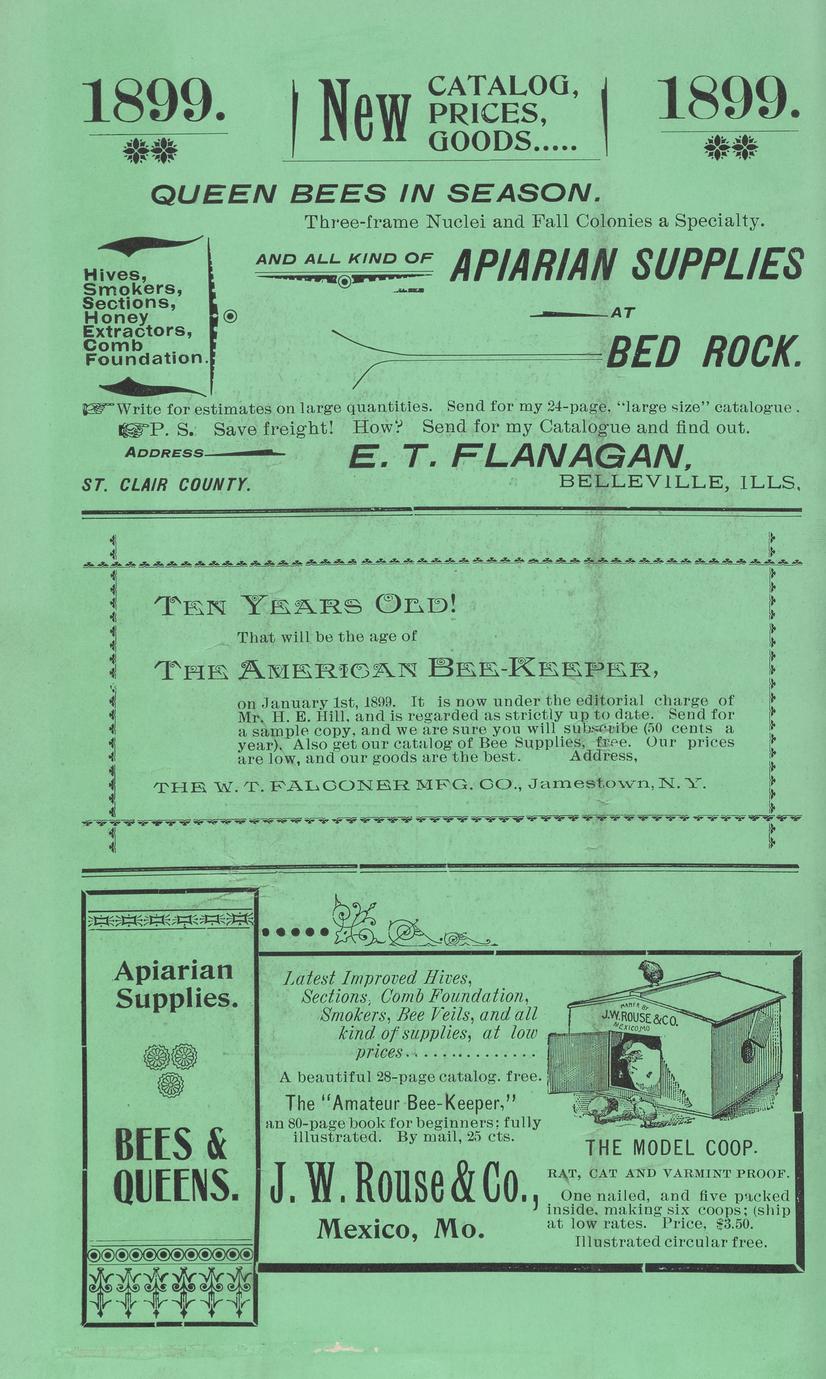 1899.
New
CATALOG,
PRICES,
GOODS.....
1899.
QUEEN BEES IN SEASON.
Three-frame Nuclei and Fall Colonies a Specialty.
Hives,
Smokers,
Sections,
Honey
Extractors,
Comb
Foundation.
AND ALL KIND OF APIARIAN SUPPLIES
AT
BED ROCK.
Write for estimates on large quantities. Send for my 24-page, "large size" catalogue.
P. S. Save freight! How? Send for my Catalogue and find out.
ADDRESS
E. T. FLANAGAN,
ST. CLAIR COUNTY.
BELLEVILLE, ILLS,
TEN YEARS OLD!
That will be the age of
THE AMERICAN BEE-KEEPER,
on January 1st, 1899. It is now under the editorial charge of
Mr. H. E. Hill, and is regarded as strictly up to date. Send for
a sample copy, and we are sure you will subscribe (50 cents a
year). Also get our catalog of Bee Supplies, free. Our prices
are low, and our goods are the best. Address,
THE W. T. FALCONER MFG. CO., Jamestown, N. Y.
Apiarian
Supplies.
BEES &
QUEENS.
Latest Improved Hives,
Sections, Comb Foundation,
Smokers, Bee Veils, and all
kind of supplies, at low
prices..............
A beautiful 28-page catalog. free.
The "Amateur Bee-Keeper,"
an 80-page book for beginners; fully
illustrated. By mail, 25 cts.
J. W. Rouse & Co.,
Mexico, Mo.
MANF'D BY
J.W. ROUSE & CO.
MEXICO, MO
THE MODEL COOP.
RAT, CAT AND VARMINT PROOF.
One nailed, and five packed
inside, making six coops; (ship
at low rates. Price, $3.50.
Illustrated circular free.